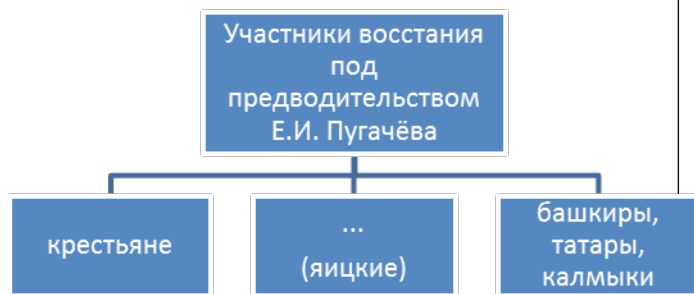 Участники восстания
под
предводительством
Е.И. Пугачёва
крестьяне
...
(яицкие)
башкиры,
татары,
калмыки